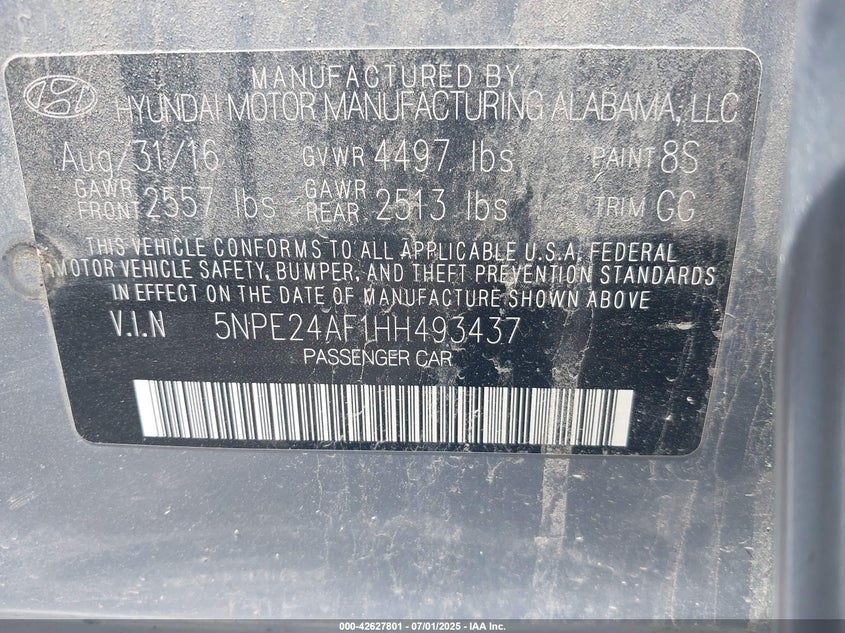 MANUFACTURED BY
HYUNDAI MOTOR MANUFACTURING ALABAMA, LLC
Aug/31/16 GVWR 4497 lbs PAINT 8S
GAWR FRONT 2557 lbs GAWR REAR 2513 lbs TRIM GG
THIS VEHICLE CONFORMS TO ALL APPLICABLE U.S.A. FEDERAL
MOTOR VEHICLE SAFETY, BUMPER, AND THEFT PREVENTION STANDARDS
IN EFFECT ON THE DATE OF MANUFACTURE SHOWN ABOVE
V.I.N 5NPE24AF1HH493437
PASSENGER CAR
000-42627801 - 07/01/2025 - IAA Inc.